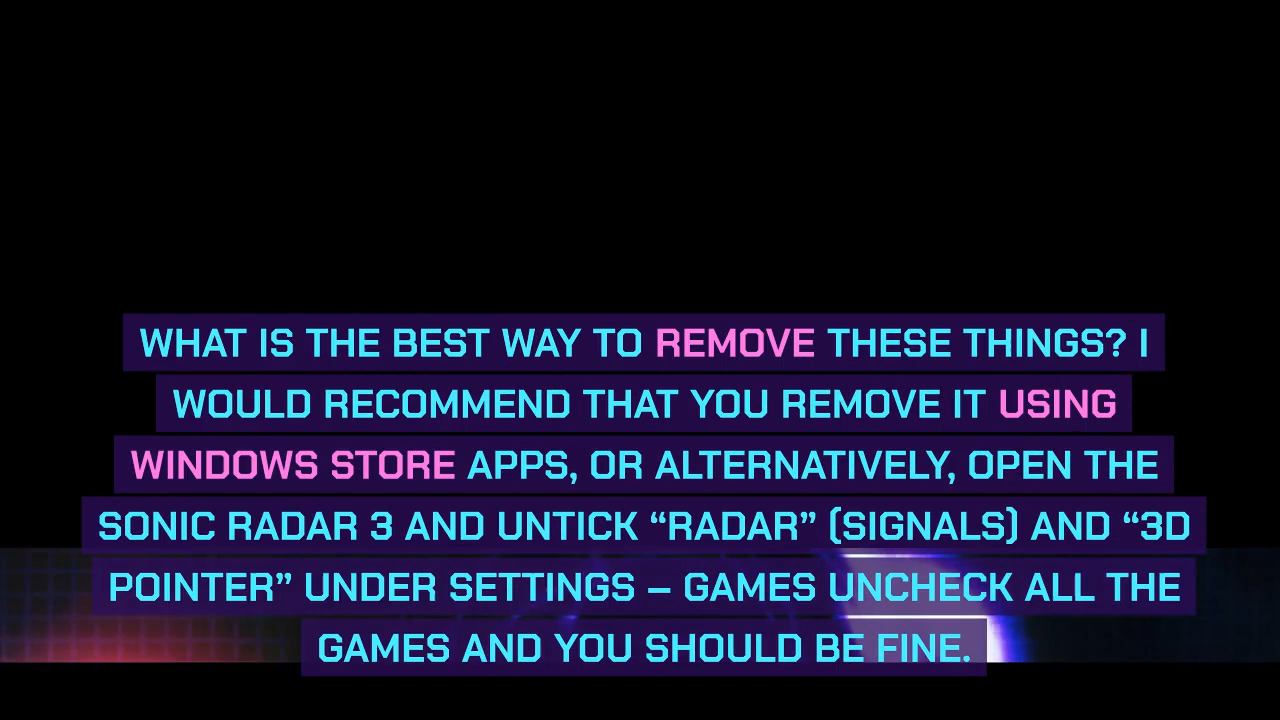 WHAT IS THE BEST WAY TO REMOVE THESE THINGS? I
WOULD RECOMMEND THAT YOU REMOVE IT USING
WINDOWS STORE APPS, OR ALTERNATIVELY, OPEN THE
SONIC RADAR 3 AND UNTICK “RADAR” (SIGNALS) AND “3D
POINTER” UNDER SETTINGS – GAMES UNCHECK ALL THE
GAMES AND YOU SHOULD BE FINE.